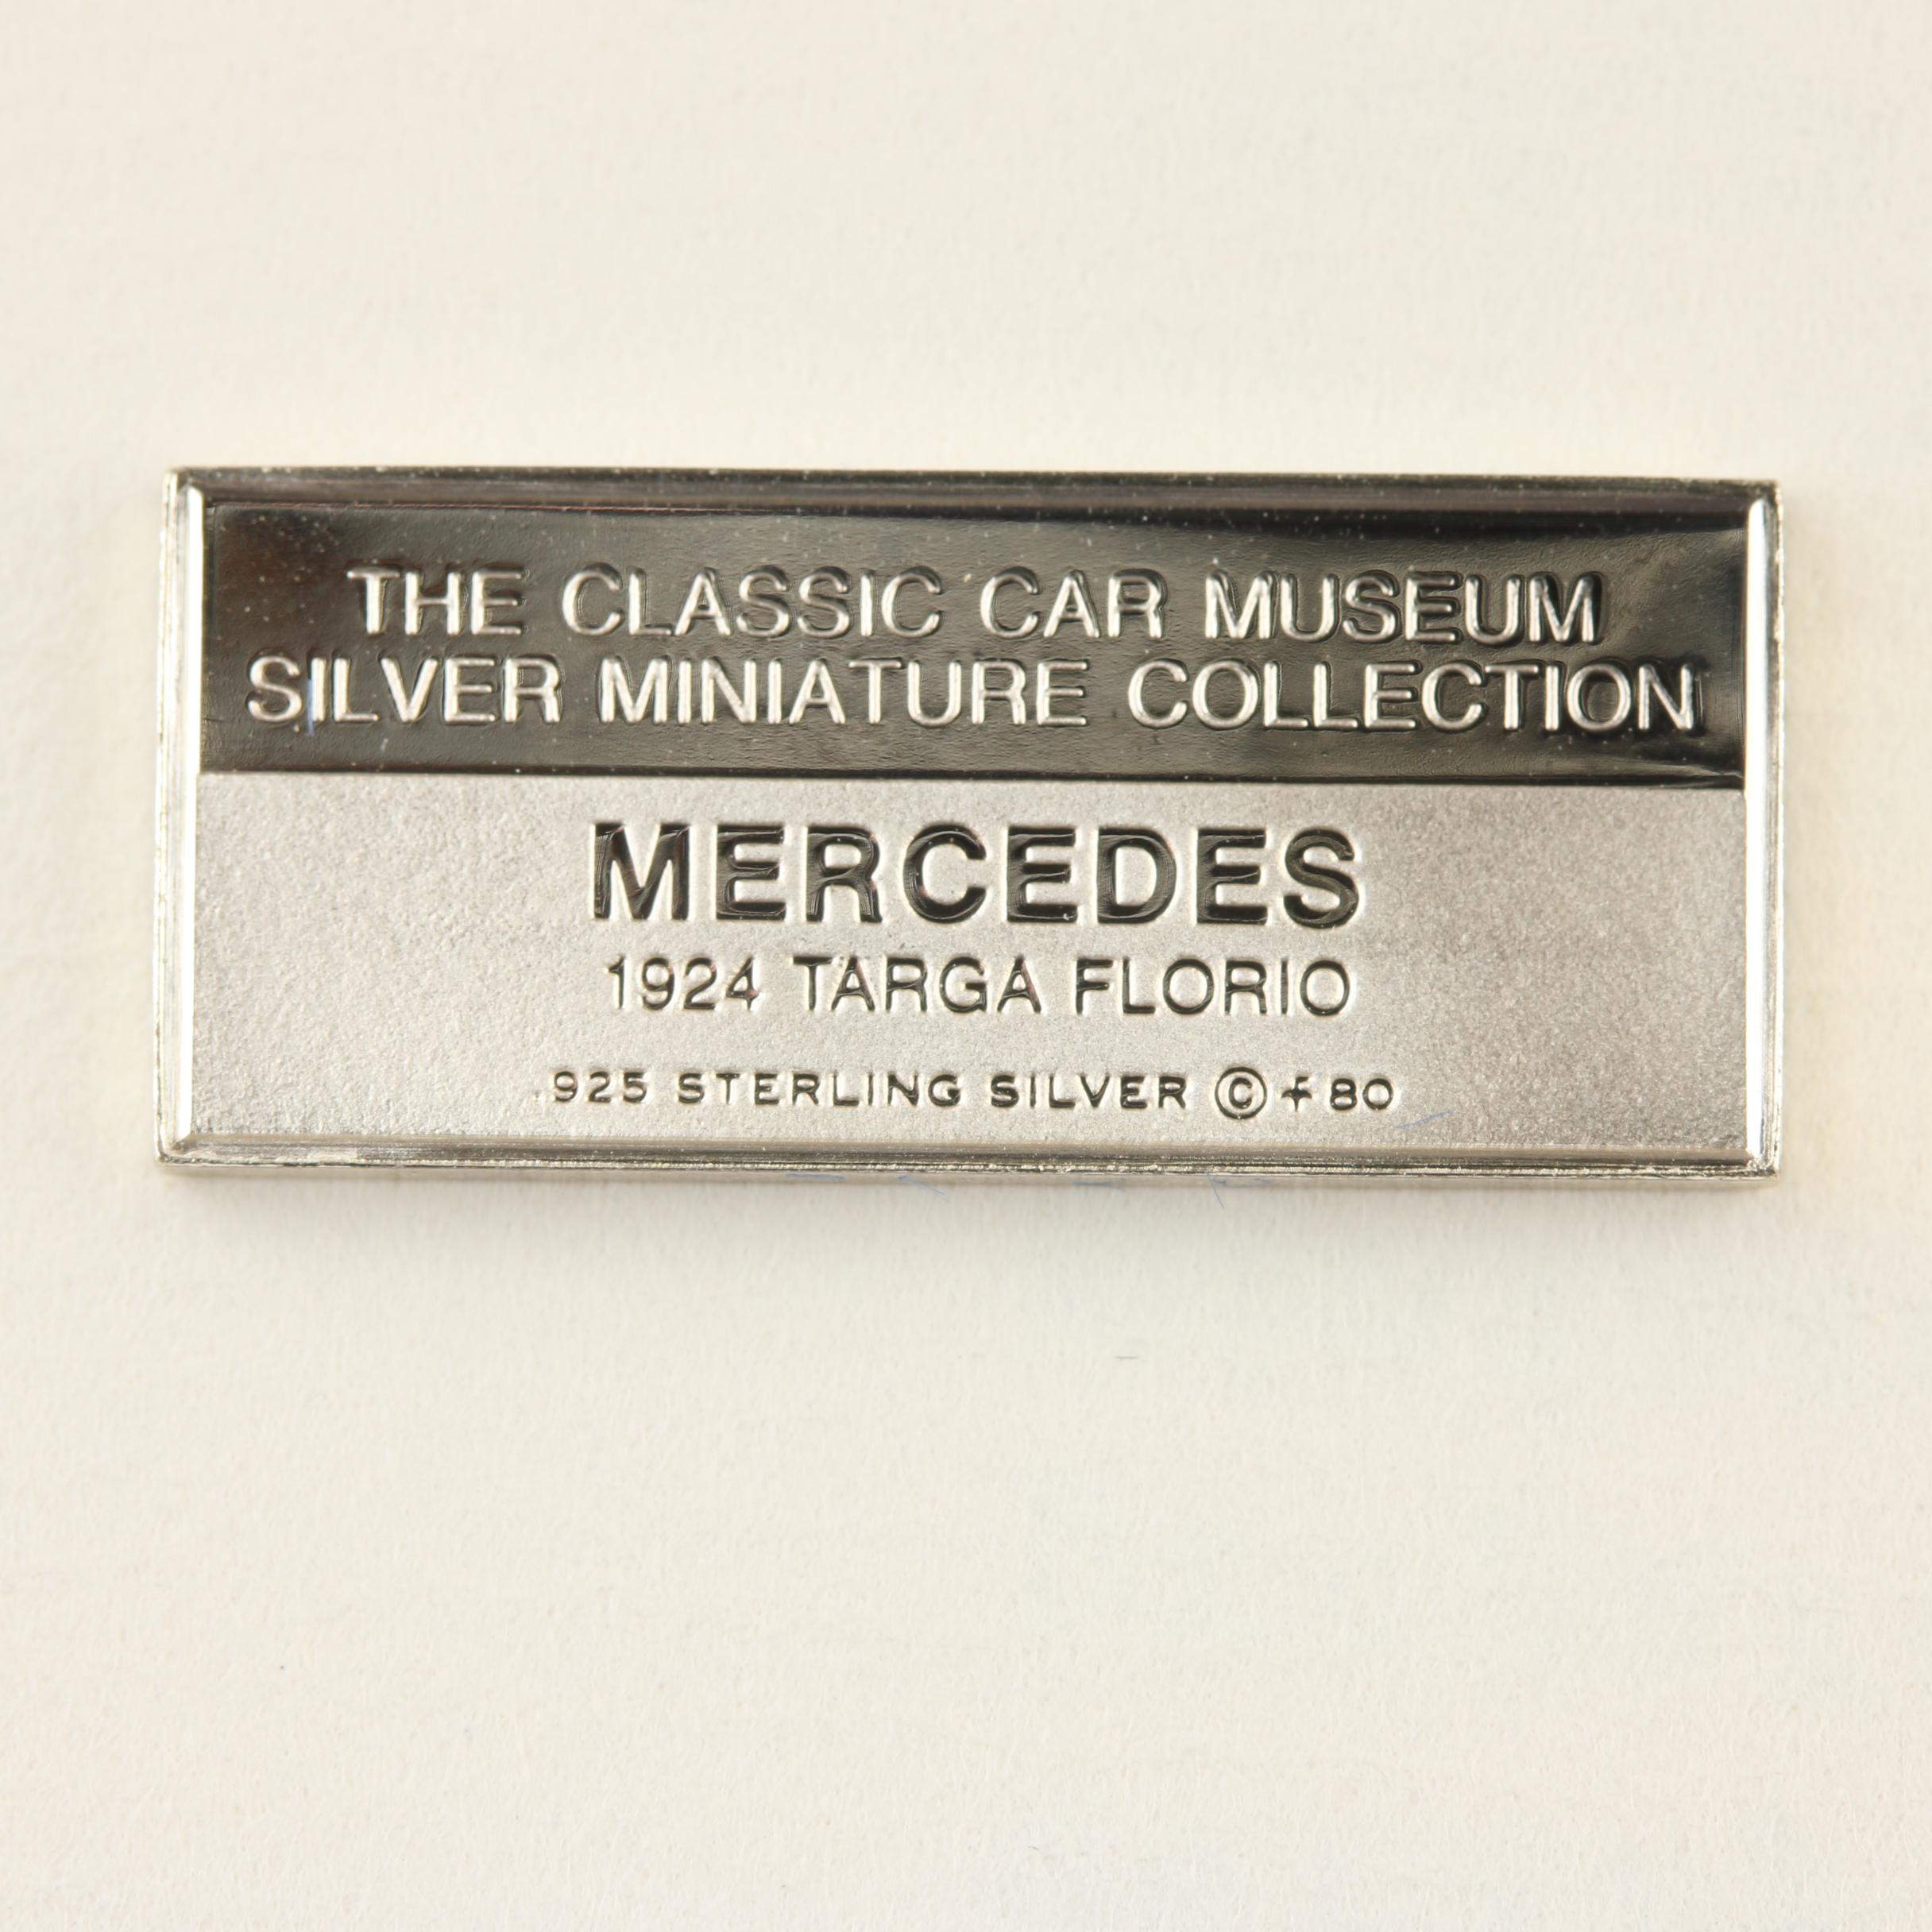 THE CLASSIC CAR MUSEUM
SILVER MINIATURE COLLECTION
MERCEDES
1924 TARGA FLORIO
.925 STERLING SILVER © f 80